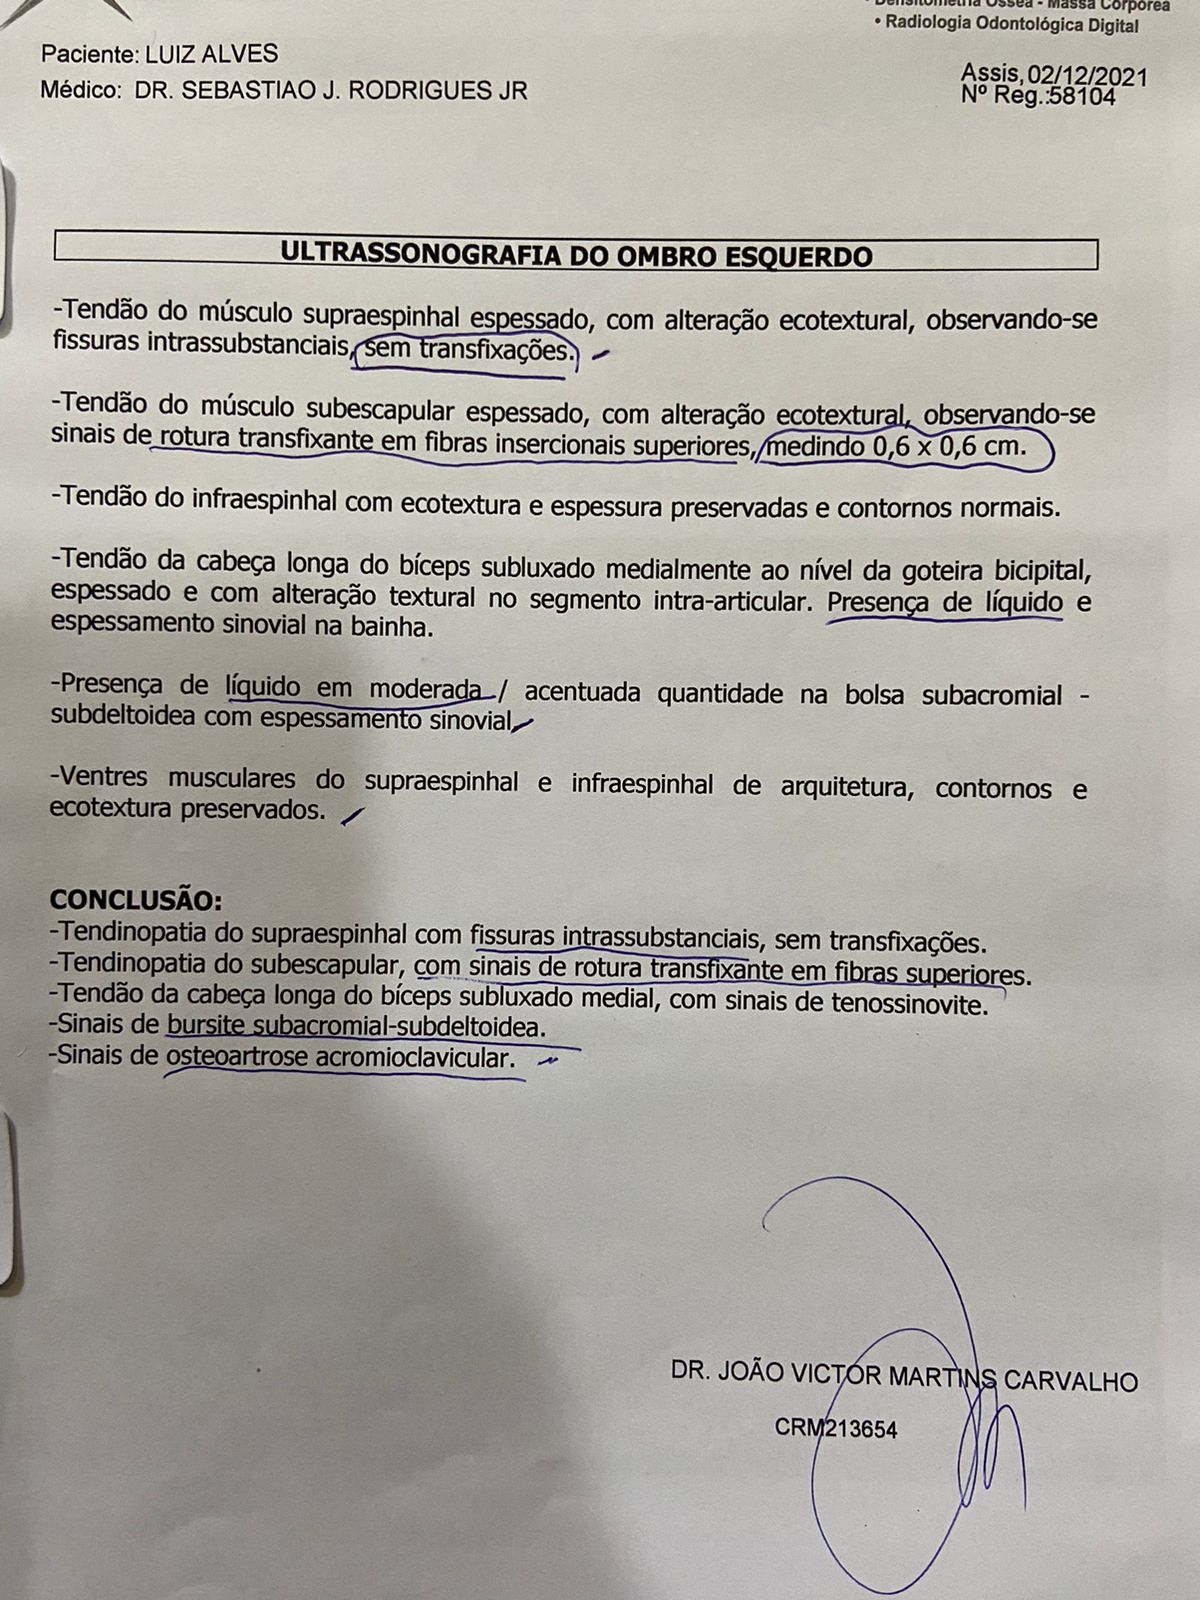 Densitometria Óssea - Massa Corpórea
• Radiologia Odontológica Digital
Paciente: LUIZ ALVES
Médico: DR. SEBASTIAO J. RODRIGUES JR
Assis, 02/12/2021
Nº Reg.:58104
ULTRASSONOGRAFIA DO OMBRO ESQUERDO
-Tendão do músculo supraespinhal espessado, com alteração ecotextural, observando-se
fissuras intrassubstanciais, sem transfixações.
-Tendão do músculo subescapular espessado, com alteração ecotextural, observando-se
sinais de rotura transfixante em fibras insercionais superiores, medindo 0,6 x 0,6 cm.
-Tendão do infraespinhal com ecotextura e espessura preservadas e contornos normais.
-Tendão da cabeça longa do bíceps subluxado medialmente ao nível da goteira bicipital,
espessado e com alteração textural no segmento intra-articular. Presença de líquido e
espessamento sinovial na bainha.
-Presença de líquido em moderada / acentuada quantidade na bolsa subacromial -
subdeltoidea com espessamento sinovial
-Ventres musculares do supraespinhal e infraespinhal de arquitetura, contornos e
ecotextura preservados.
CONCLUSÃO:
-Tendinopatia do supraespinhal com fissuras intrassubstanciais, sem transfixações.
-Tendinopatia do subescapular, com sinais de rotura transfixante em fibras superiores.
-Tendão da cabeça longa do bíceps subluxado medial, com sinais de tenossinovite.
-Sinais de bursite subacromial-subdeltoidea.
-Sinais de osteoartrose acromioclavicular.
DR. JOÃO VICTOR MARTINS CARVALHO
CRM213654